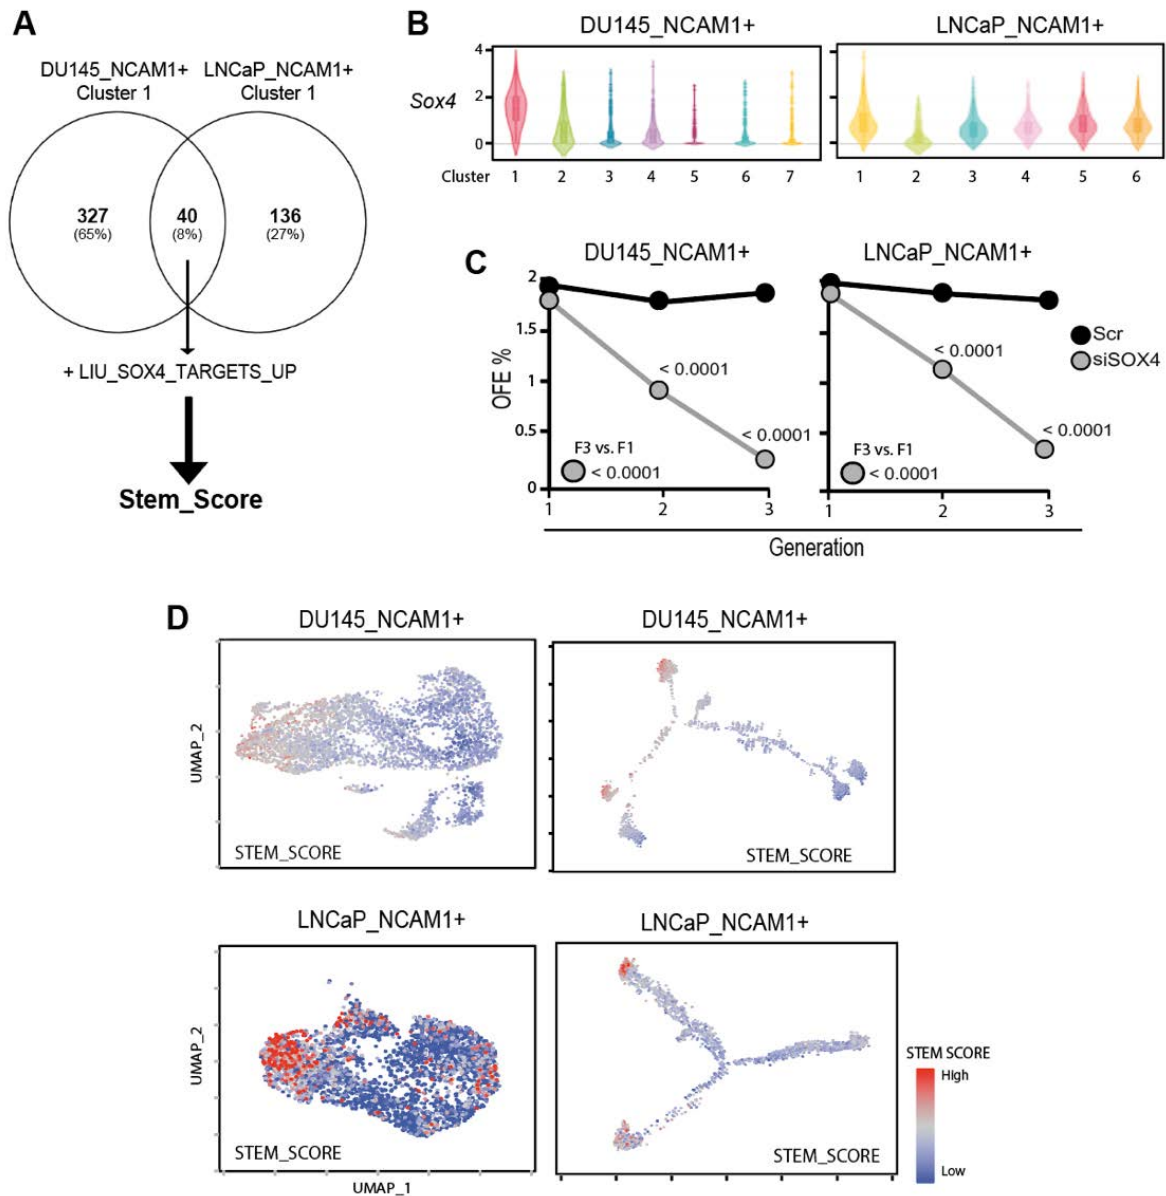 A
DU145_NCAM1+
Cluster 1
LNCaP_NCAM1+
Cluster 1
327
(65%)
40
(8%)
136
(27%)
+ LIU_SOX4_TARGETS_UP
Stem_Score
B
DU145_NCAM1+
LNCaP_NCAM1+
Sox4
4
2
0
Cluster 1 2 3 4 5 6 7
1 2 3 4 5 6
C
DU145_NCAM1+
LNCaP_NCAM1+
OFE %
2
1.5
1
0.5
0
< 0.0001
< 0.0001
F3 vs. F1
< 0.0001
1 2 3
< 0.0001
< 0.0001
F3 vs. F1
< 0.0001
1 2 3
Scr
siSOX4
Generation
D
DU145_NCAM1+
UMAP_2
STEM_SCORE
DU145_NCAM1+
STEM_SCORE
LNCaP_NCAM1+
UMAP_2
STEM_SCORE
UMAP_1
LNCaP_NCAM1+
STEM_SCORE
STEM SCORE
High
Low